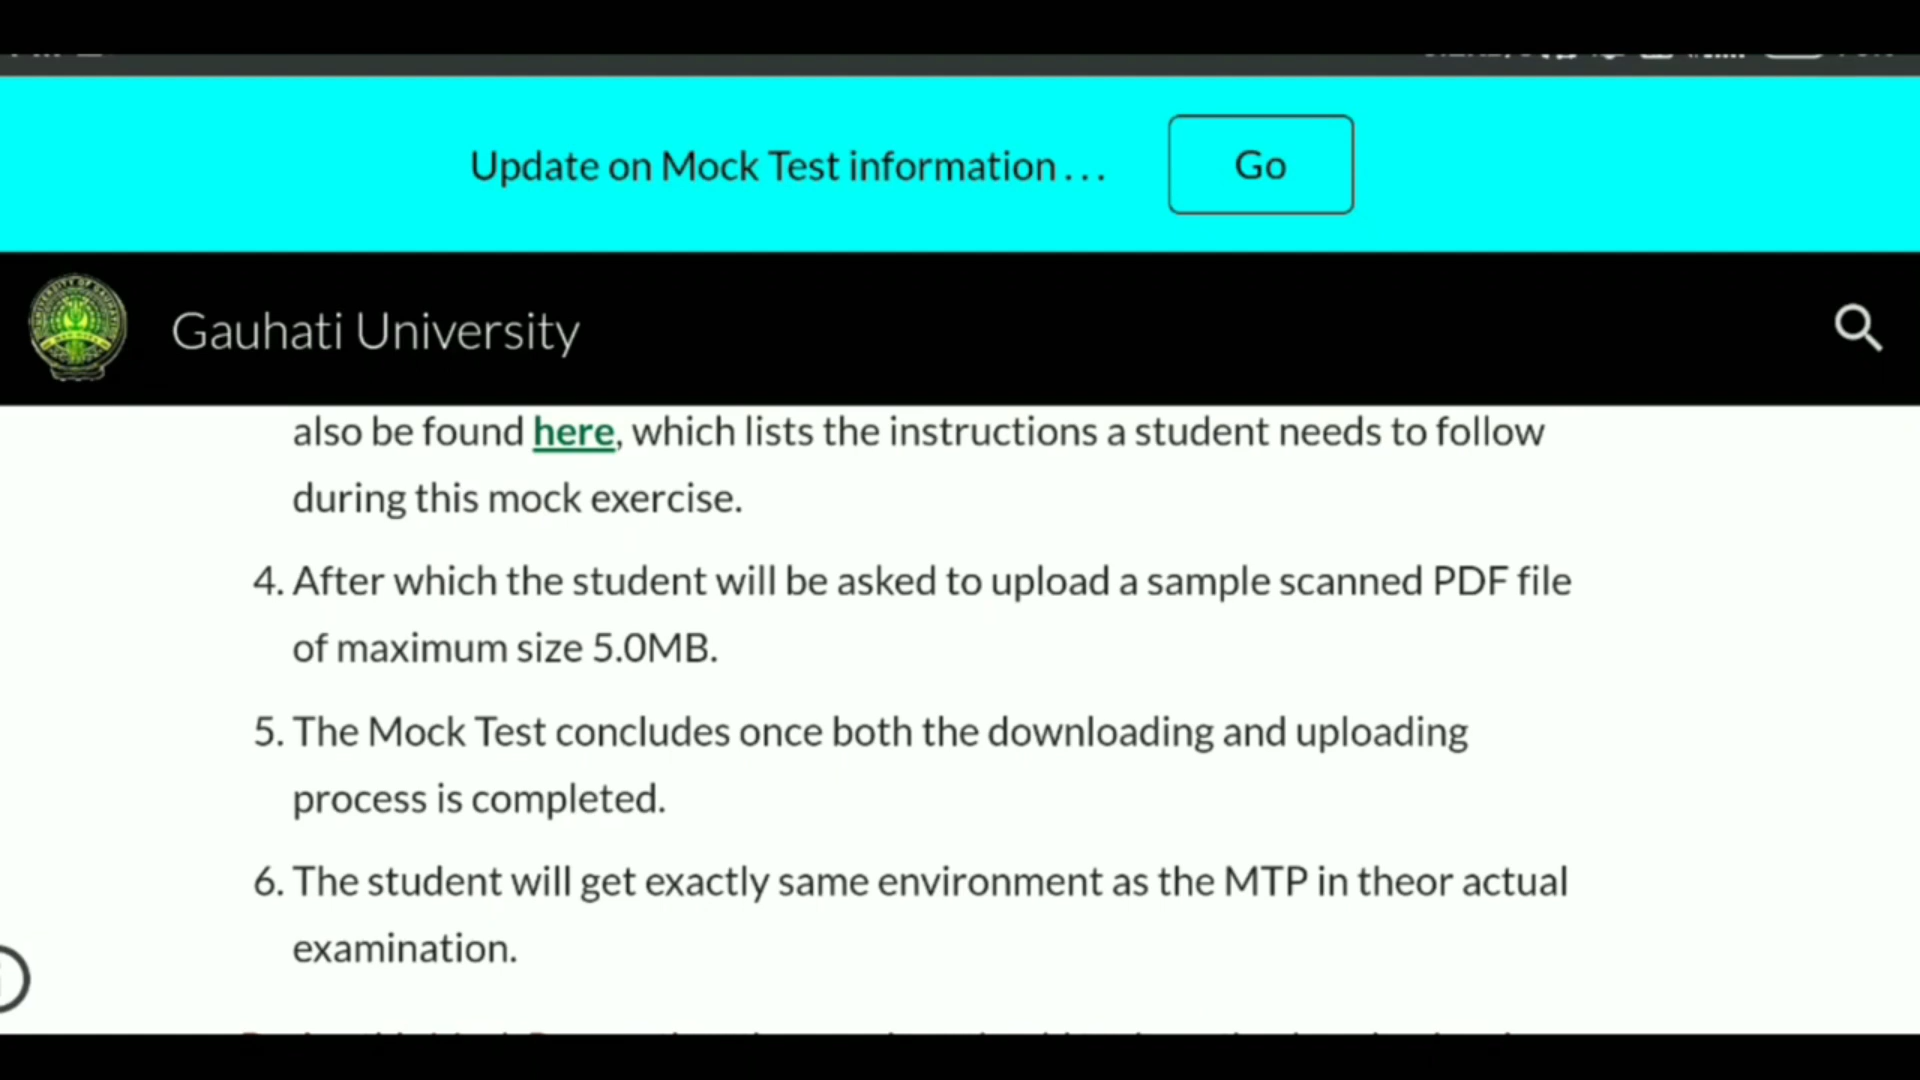 Update on Mock Test information...
Go
Gauhati University
also be found here, which lists the instructions a student needs to follow
during this mock exercise.
4. After which the student will be asked to upload a sample scanned PDF file
of maximum size 5.0MB.
5. The Mock Test concludes once both the downloading and uploading
process is completed.
6. The student will get exactly same environment as the MTP in theor actual
examination.